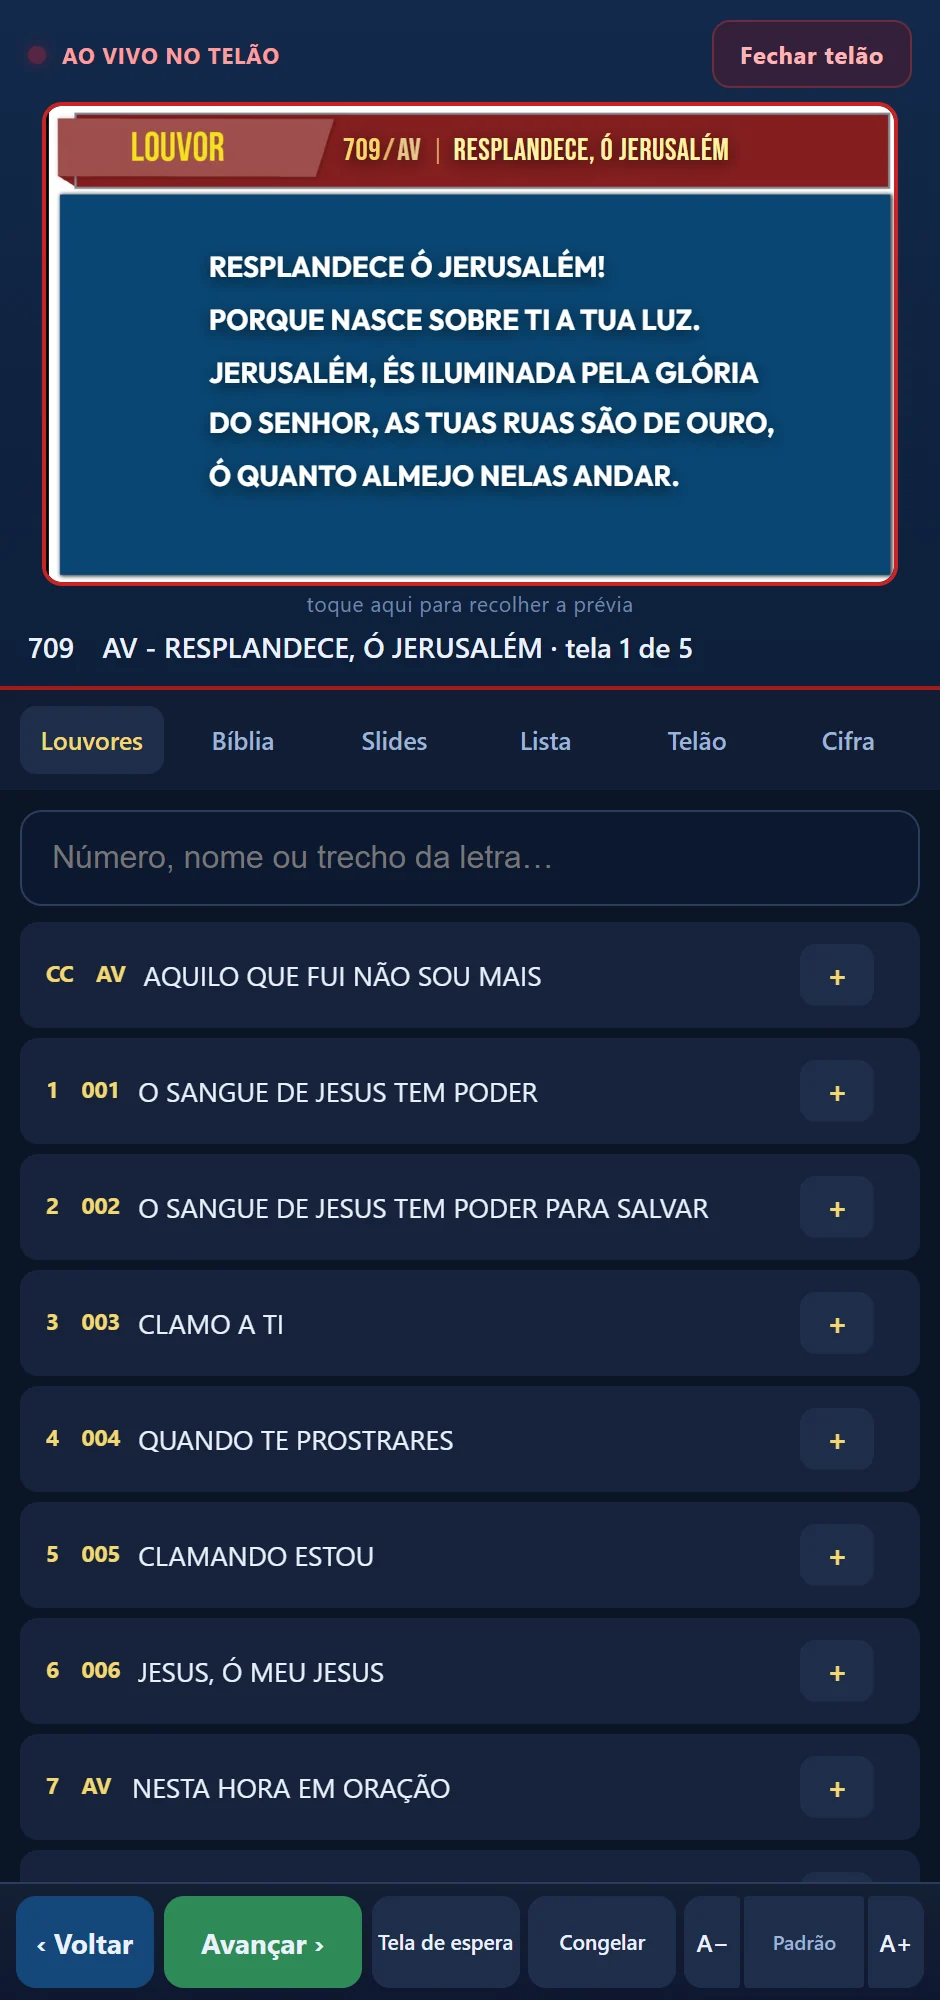 AO VIVO NO TELÃO
Fechar telão
LOUVOR
709/AV | RESPLANDECE, Ó JERUSALÉM
RESPLANDECE Ó JERUSALÉM!
PORQUE NASCE SOBRE TI A TUA LUZ.
JERUSALÉM, ÉS ILUMINADA PELA GLÓRIA
DO SENHOR, AS TUAS RUAS SÃO DE OURO,
Ó QUANTO ALMEJO NELAS ANDAR.
toque aqui para recolher a prévia
709 AV - RESPLANDECE, Ó JERUSALÉM · tela 1 de 5
Louvores Bíblia Slides Lista Telão Cifra
Número, nome ou trecho da letra…
CC AV AQUILO QUE FUI NÃO SOU MAIS +
1 001 O SANGUE DE JESUS TEM PODER +
2 002 O SANGUE DE JESUS TEM PODER PARA SALVAR +
3 003 CLAMO A TI +
4 004 QUANDO TE PROSTRARES +
5 005 CLAMANDO ESTOU +
6 006 JESUS, Ó MEU JESUS +
7 AV NESTA HORA EM ORAÇÃO +
‹ Voltar Avançar › Tela de espera Congelar A− Padrão A+